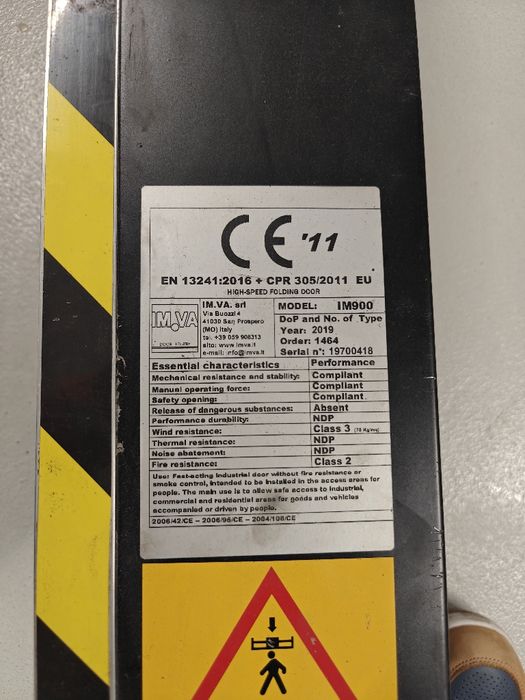 CE '11
EN 13241:2016 + CPR 305/2011 EU
HIGH-SPEED FOLDING DOOR
IM.VA
IM.VA. srl
Via Buozzi 4
41030 San Prospero
(MO) Italy
tel. +39 059 908313
sito: www.imva.it
e-mail: info@imva.it
MODEL: IM900
DoP and No. of Type
Year: 2019
Order: 1464
Serial n°: 19700418
Essential characteristics Performance
Mechanical resistance and stability: Compliant
Manual operating force: Compliant
Safety opening: Compliant
Release of dangerous substances: Absent
Performance durability: NDP
Wind resistance: Class 3 (70 Kg/mq)
Thermal resistance: NDP
Noise abatement: NDP
Fire resistance: Class 2
Use: Fast-acting industrial door without fire resistance or
smoke control, intended to be installed in the access areas for
people. The main use is to allow safe access to industrial,
commercial and residential areas for goods and vehicles
accompanied or driven by people.
2006/42/CE – 2006/95/CE – 2004/108/CE